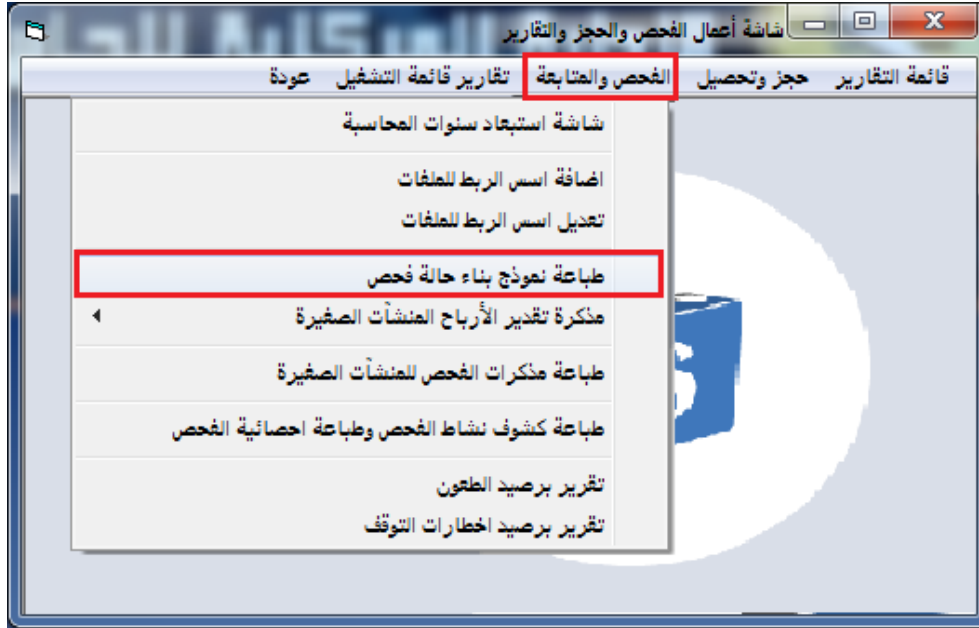 شاشة أعمال الفحص والحجز والتقارير
قائمة التقارير حجز وتحصيل الفحص والمتابعة تقارير قائمة التشغيل عودة
شاشة استبعاد سنوات المحاسبة
اضافة اسس الربط للملفات
تعديل اسس الربط للملفات
طباعة نموذج بناء حالة فحص
مذكرة تقدير الأرباح المنشآت الصغيرة
طباعة مذكرات الفحص للمنشآت الصغيرة
طباعة كشوف نشاط الفحص وطباعة احصائية الفحص
تقرير برصيد الطعون
تقرير برصيد اخطارات التوقف